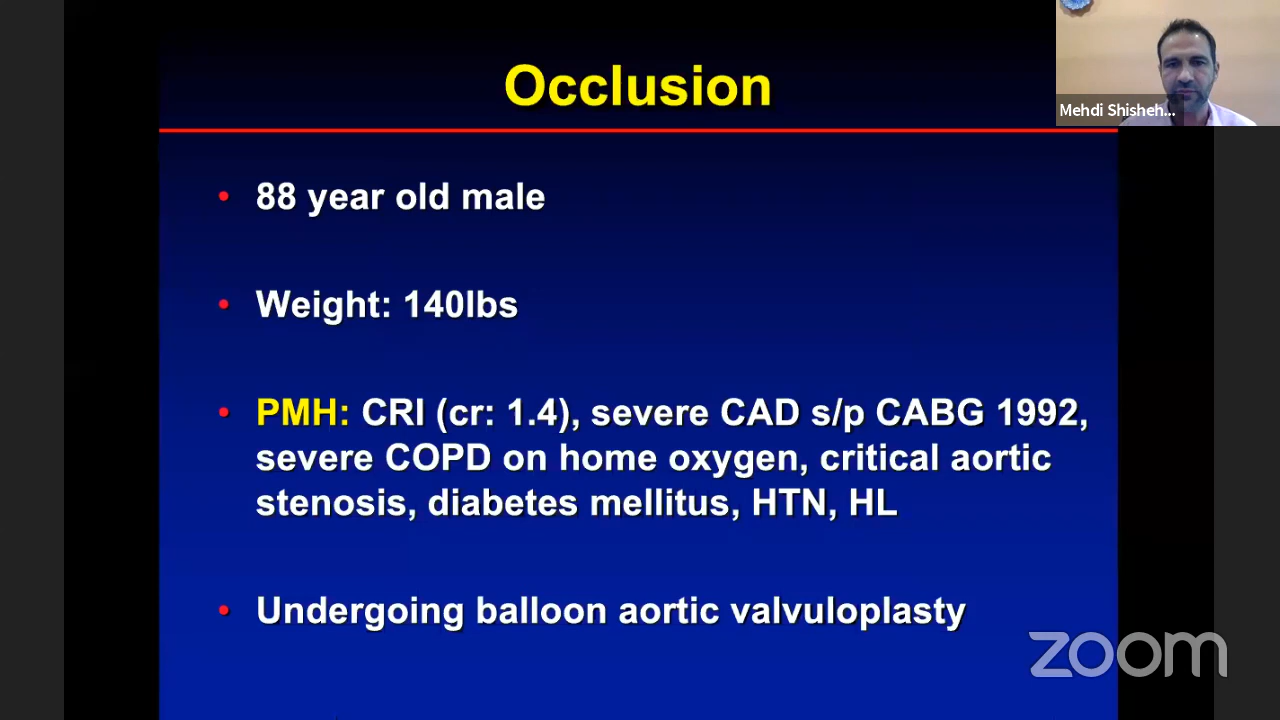 Occlusion
Mehdi Shisheh...
• 88 year old male
• Weight: 140lbs
• PMH: CRI (cr: 1.4), severe CAD s/p CABG 1992,
severe COPD on home oxygen, critical aortic
stenosis, diabetes mellitus, HTN, HL
• Undergoing balloon aortic valvuloplasty
zoom